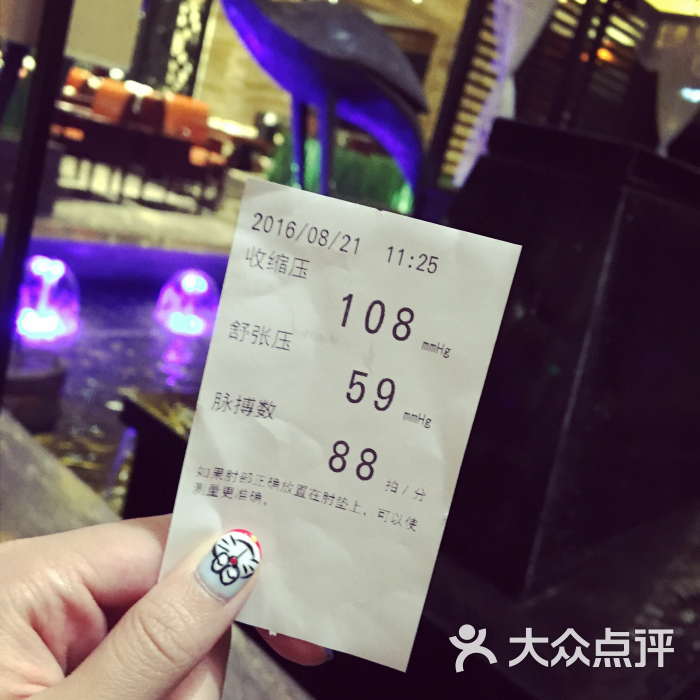 2016/08/21 11:25
收缩压
108 mmHg
舒张压
59 mmHg
脉搏数
88 拍/分
如果肘部正确放置在肘垫上，可以使
测量更准确。
大众点评